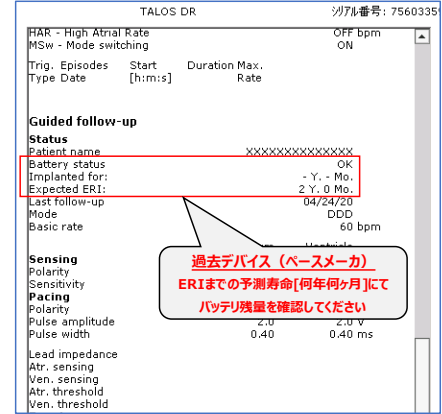 TALOS DR シリアル番号: 7560335
HAR - High Atrial Rate OFF bpm
MSw - Mode switching ON
Trig. Episodes Start Duration Max.
Type Date [h:m:s] Rate
Guided follow-up
Status
Patient name XXXXXXXXXXXXXX
Battery status OK
Implanted for: - Y. - Mo.
Expected ERI: 2 Y. 0 Mo.
Last follow-up 04/24/20
Mode DDD
Basic rate 60 bpm
Sensing
Polarity
Sensitivity
Pacing
Polarity
Pulse amplitude 2.0 2.0 V
Pulse width 0.40 0.40 ms
Lead impedance
Atr. sensing
Ven. sensing
Atr. threshold
Ven. threshold
過去デバイス（ペースメーカ）
ERIまでの予測寿命[何年何ヶ月]にて
バッテリ残量を確認してください